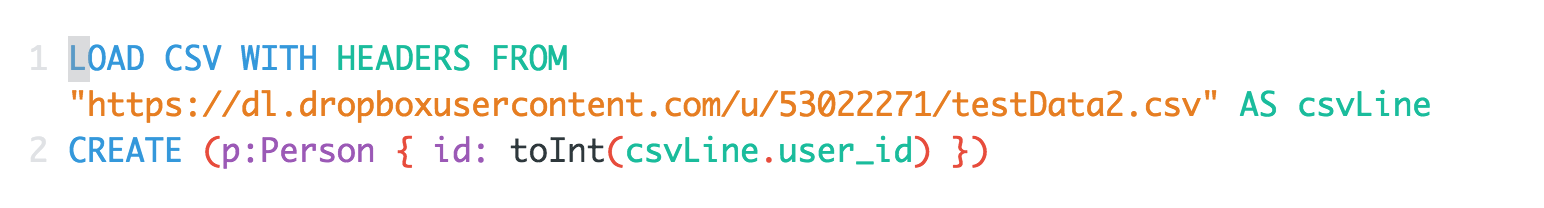 1 LOAD CSV WITH HEADERS FROM
"https://dl.dropboxusercontent.com/u/53022271/testData2.csv" AS csvLine
2 CREATE (p:Person { id: toInt(csvLine.user_id) })